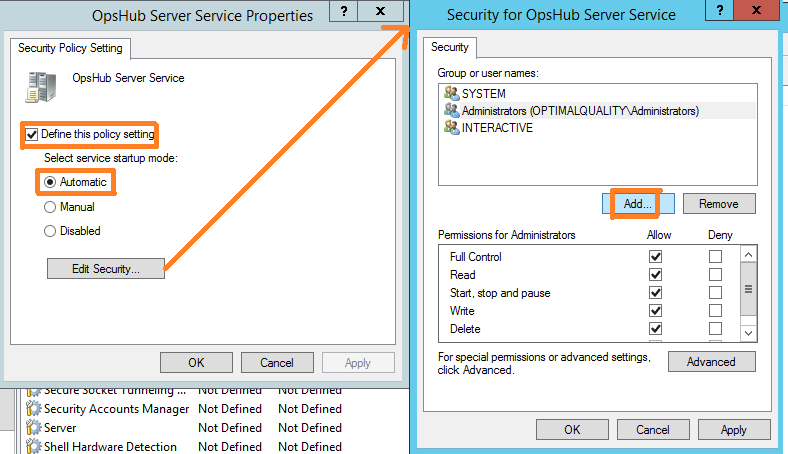 OpsHub Server Service Properties
?
X
Security Policy Setting
OpsHub Server Service
Define this policy setting
Select service startup mode:
Automatic
Manual
Disabled
Edit Security...
OK
Cancel
Apply
Secure Socket Tunneling ... Not Defined Not Defined
Security Accounts Manager Not Defined Not Defined
Server Not Defined Not Defined
Shell Hardware Detection Not Defined Not Defined
Security for OpsHub Server Service
?
X
Security
Group or user names:
SYSTEM
Administrators (OPTIMALQUALITY\Administrators)
INTERACTIVE
Add...
Remove
Permissions for Administrators Allow Deny
Full Control
Read
Start, stop and pause
Write
Delete
For special permissions or advanced settings,
click Advanced.
Advanced
OK
Cancel
Apply